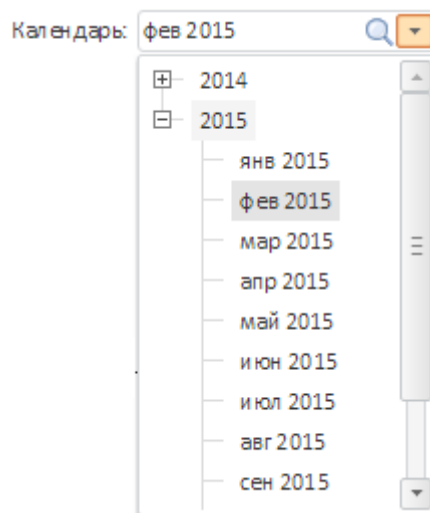 Календарь: фев 2015
2014
2015
янв 2015
фев 2015
мар 2015
апр 2015
май 2015
июн 2015
июл 2015
авг 2015
сен 2015